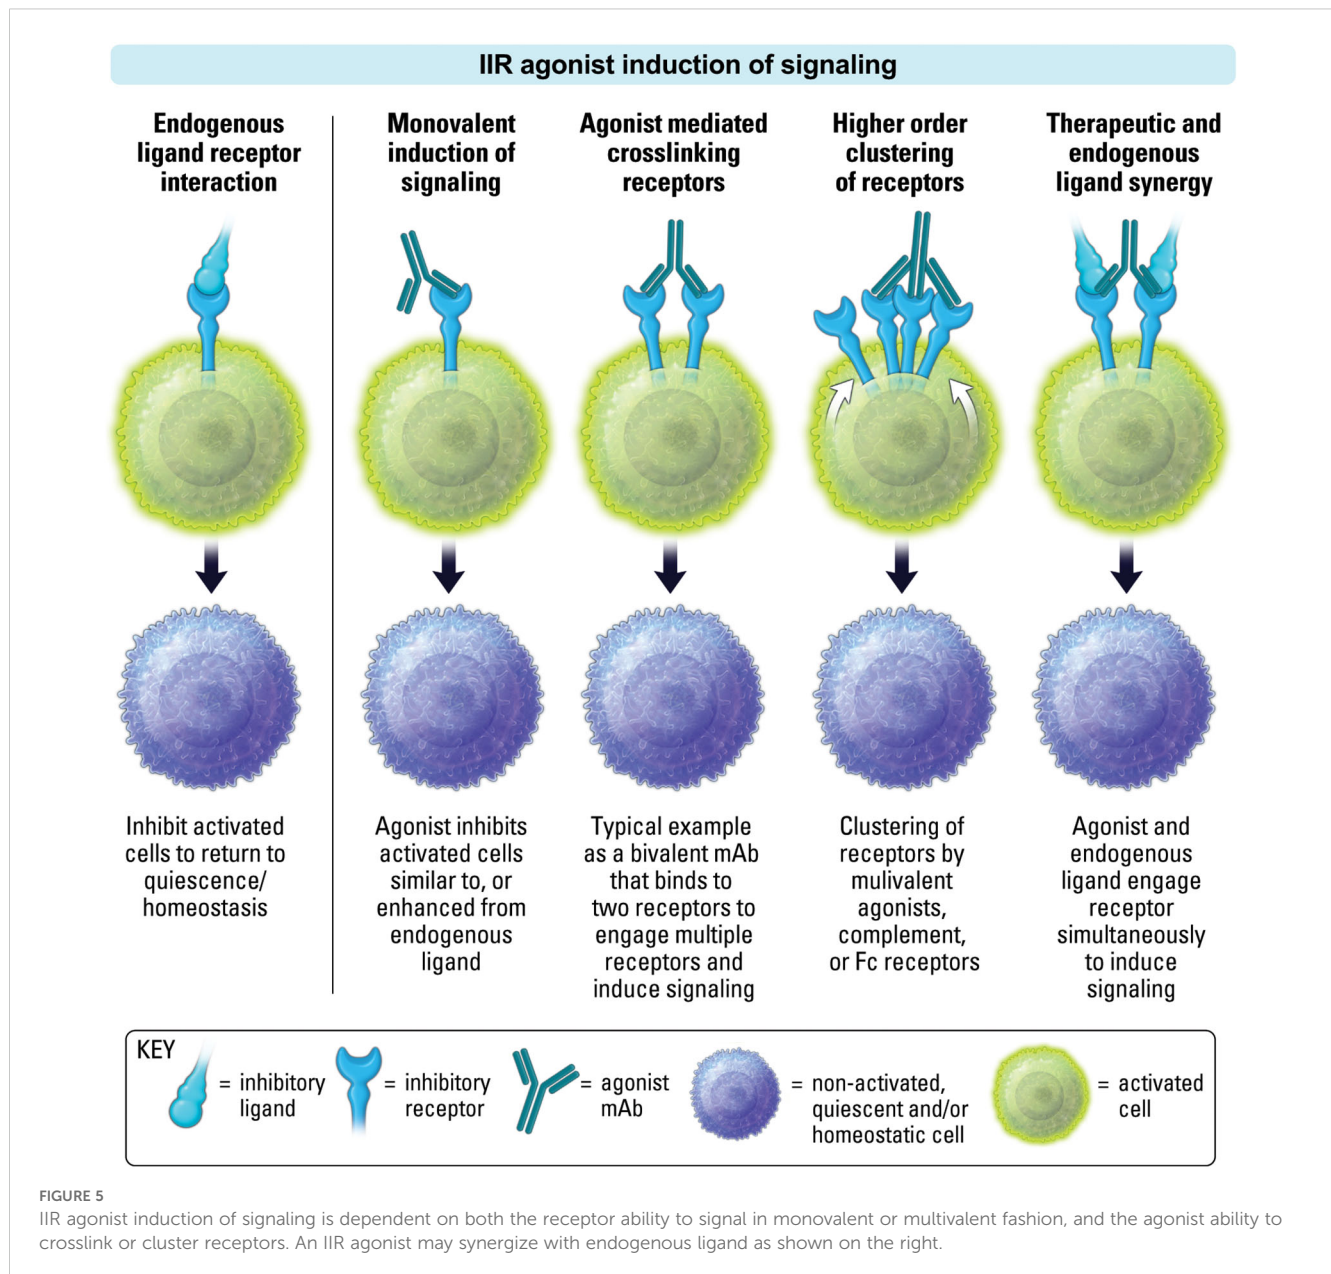 IIR agonist induction of signaling
Endogenous
ligand receptor
interaction
Monovalent
induction of
signaling
Agonist mediated
crosslinking
receptors
Higher order
clustering
of receptors
Therapeutic and
endogenous
ligand synergy
Inhibit activated
cells to return to
quiescence/
homeostasis
Agonist inhibits
activated cells
similar to, or
enhanced from
endogenous
ligand
Typical example
as a bivalent mAb
that binds to
two receptors to
engage multiple
receptors and
induce signaling
Clustering of
receptors by
mulivalent
agonists,
complement,
or Fc receptors
Agonist and
endogenous
ligand engage
receptor
simultaneously
to induce
signaling
KEY
= inhibitory
ligand
= inhibitory
receptor
= agonist
mAb
= non-activated,
quiescent and/or
homeostatic cell
= activated
cell
FIGURE 5
IIR agonist induction of signaling is dependent on both the receptor ability to signal in monovalent or multivalent fashion, and the agonist ability to
crosslink or cluster receptors. An IIR agonist may synergize with endogenous ligand as shown on the right.